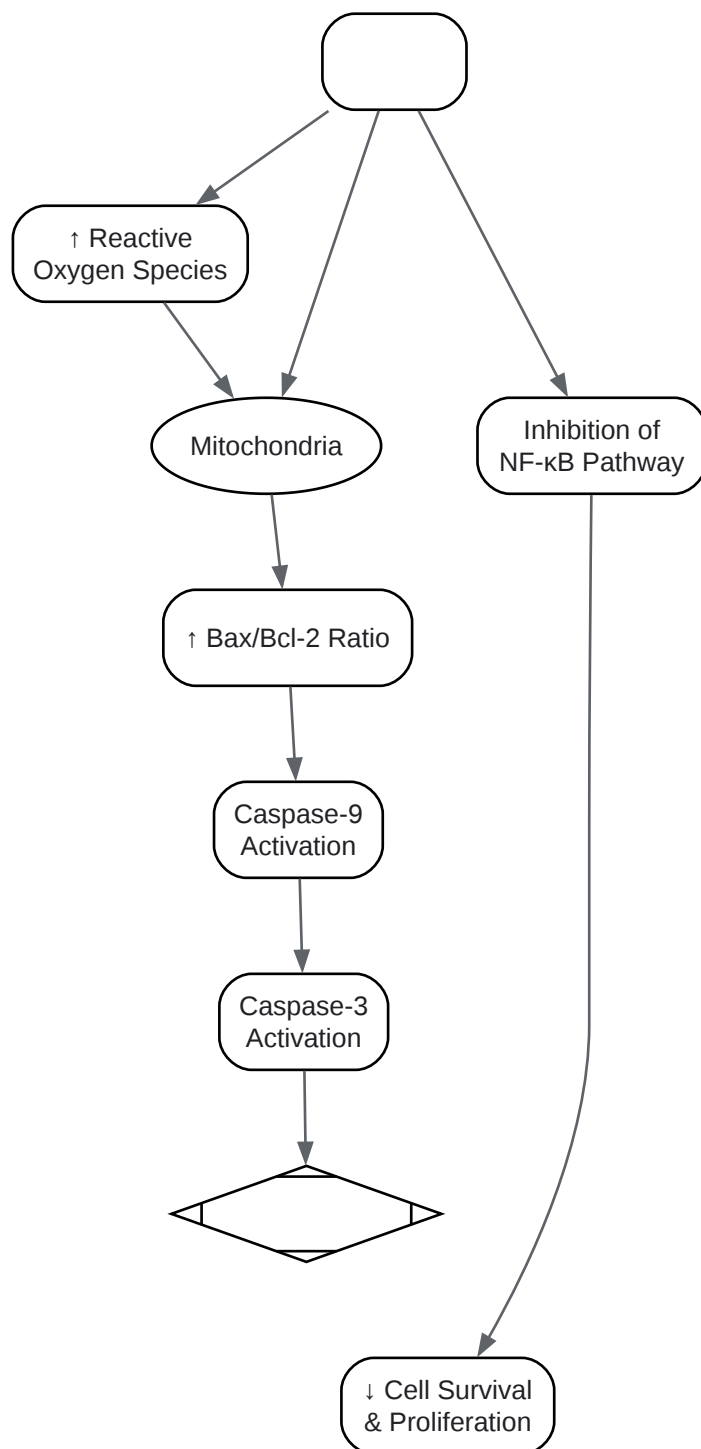 ↑ Reactive
Oxygen Species
Mitochondria
Inhibition of
NF-κB Pathway
↑ Bax/Bcl-2 Ratio
Caspase-9
Activation
Caspase-3
Activation
↓ Cell Survival
& Proliferation